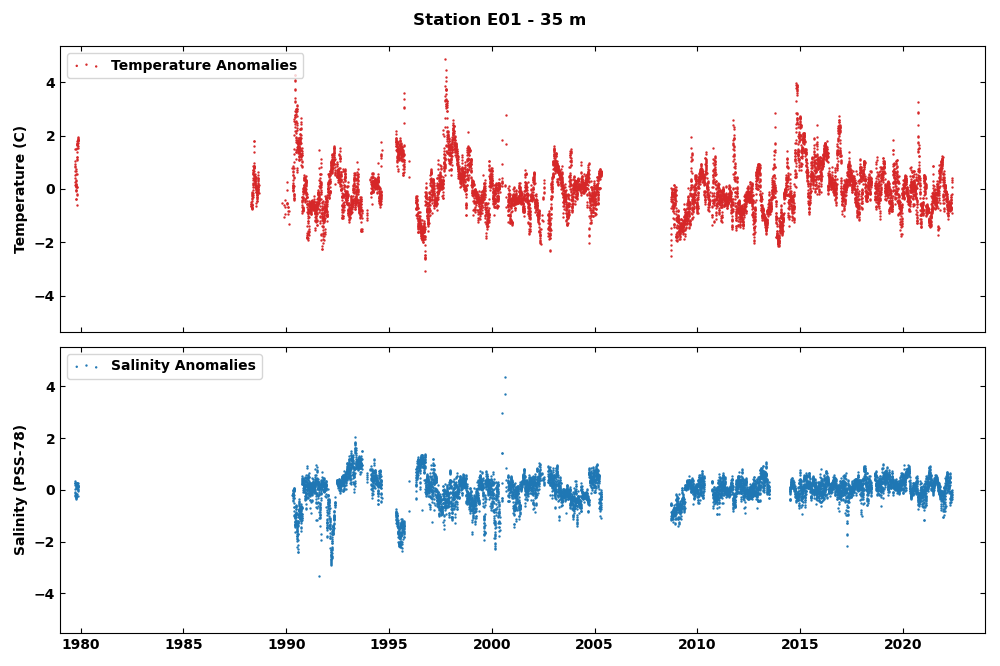 Station E01 - 35 m
Temperature Anomalies
Temperature (C)
4
2
0
−2
−4
Salinity Anomalies
Salinity (PSS-78)
4
2
0
−2
−4
1980 1985 1990 1995 2000 2005 2010 2015 2020